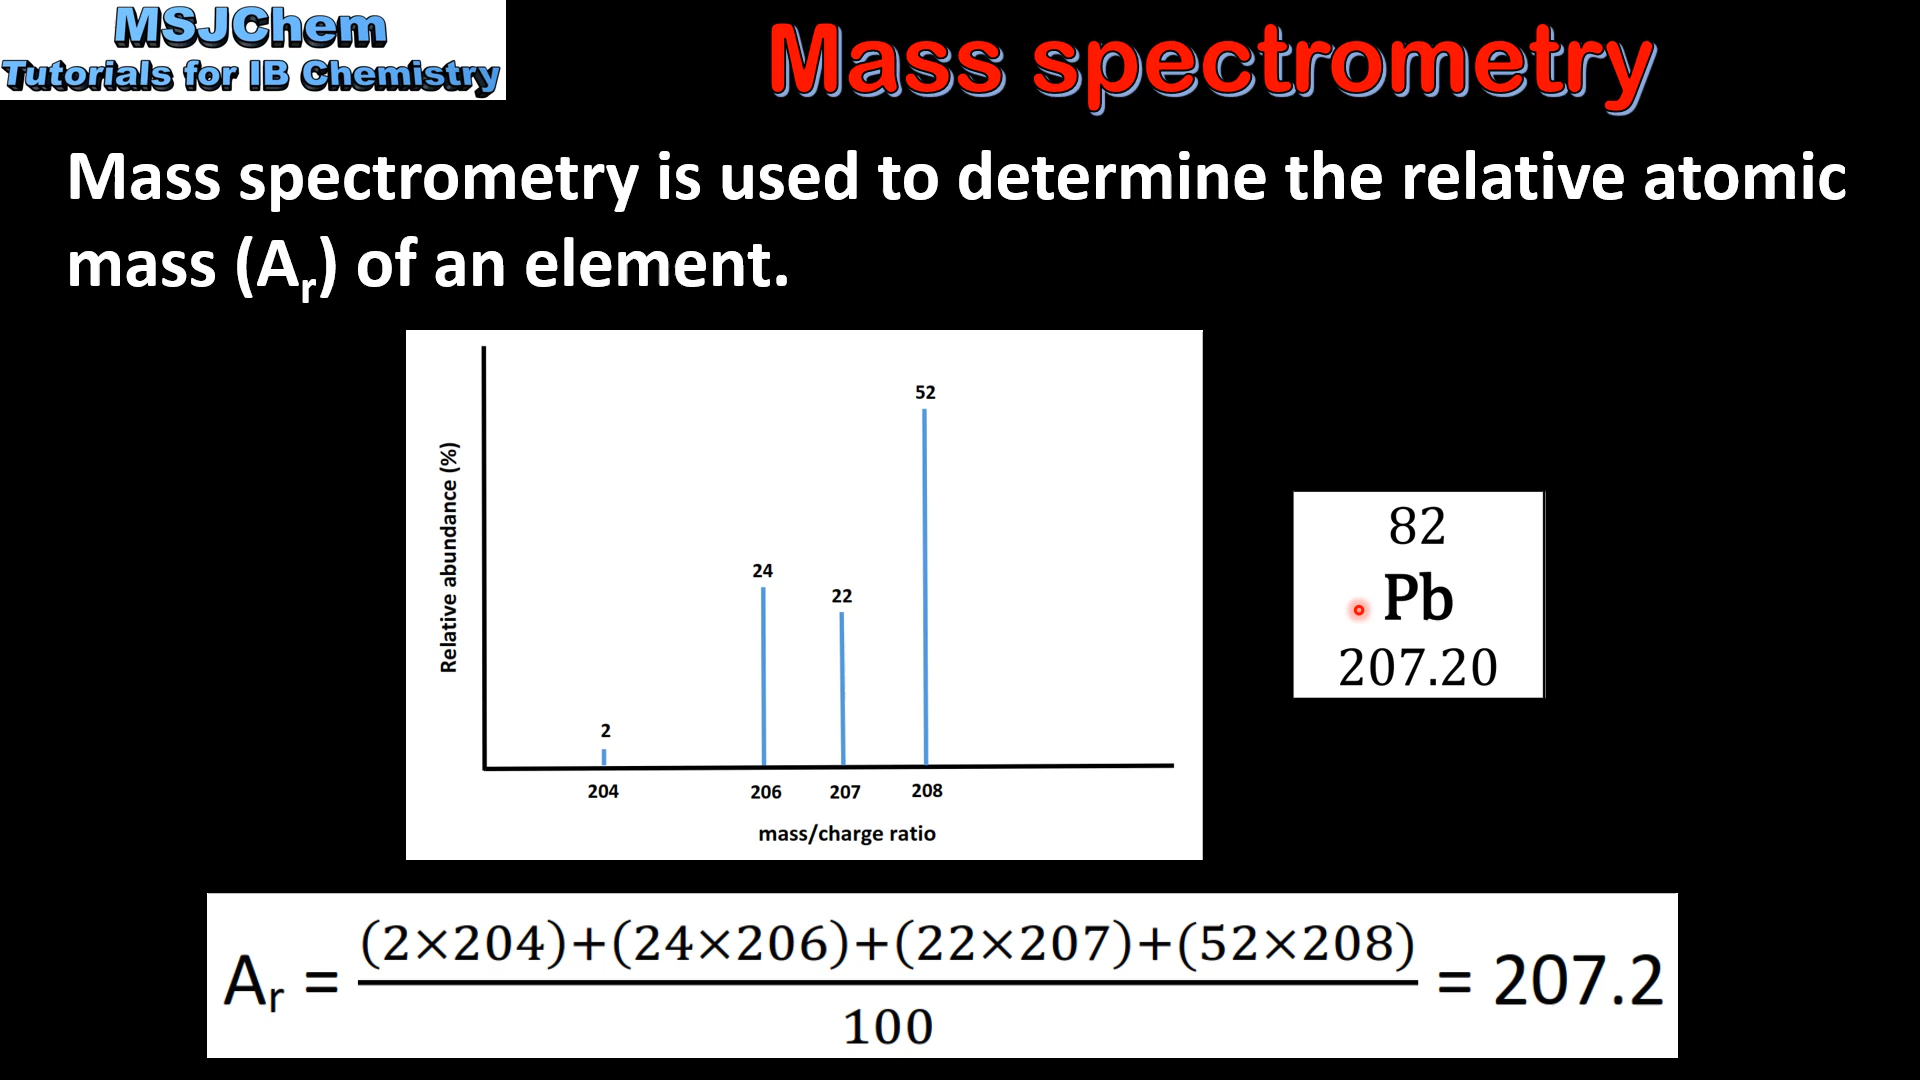 MSJChem
Tutorials for IB Chemistry
Mass spectrometry
Mass spectrometry is used to determine the relative atomic
mass (Aᵣ) of an element.
Relative abundance (%)
52
24
22
2
204 206 207 208
mass/charge ratio
82
Pb
207.20
Aᵣ = (2×204)+(24×206)+(22×207)+(52×208) = 207.2
100